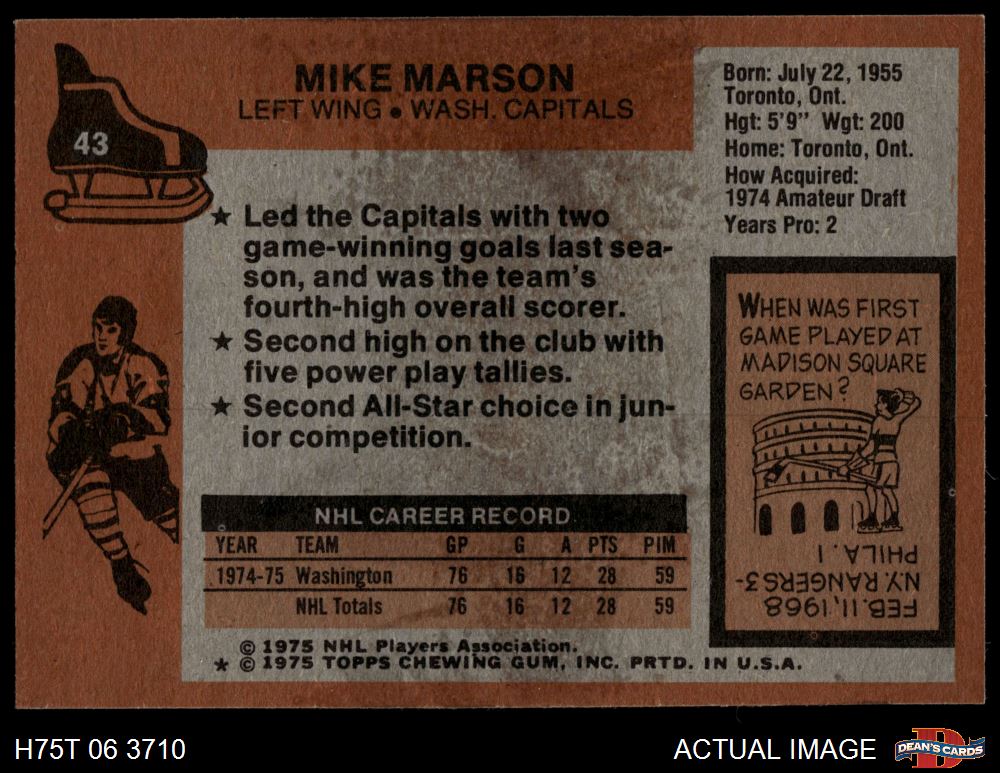 43
MIKE MARSON
LEFT WING • WASH. CAPITALS
Born: July 22, 1955
Toronto, Ont.
Hgt: 5'9" Wgt: 200
Home: Toronto, Ont.
How Acquired:
1974 Amateur Draft
Years Pro: 2
★ Led the Capitals with two
game-winning goals last sea-
son, and was the team's
fourth-high overall scorer.
★ Second high on the club with
five power play tallies.
★ Second All-Star choice in jun-
ior competition.
WHEN WAS FIRST
GAME PLAYED AT
MADISON SQUARE
GARDEN?
FEB. 11, 1968
N.Y. RANGERS 3-
PHILA. 1
NHL CAREER RECORD
YEAR TEAM GP G A PTS PIM
1974-75 Washington 76 16 12 28 59
NHL Totals 76 16 12 28 59
© 1975 NHL Players Association.
★ © 1975 TOPPS CHEWING GUM, INC. PRTD. IN U.S.A.
H75T 06 3710
ACTUAL IMAGE
D
DEAN'S CARDS